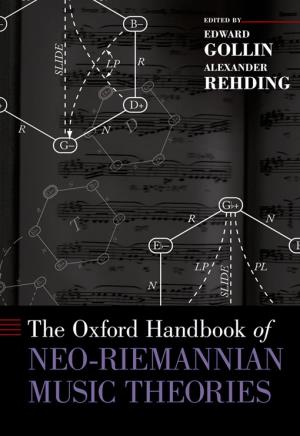 EDITED BY
EDWARD
GOLLIN
ALEXANDER
REHDING
SLIDE
LP
B–
R
N
D+
R
G–
T
D
G♭+
R
N
E♭–
LP
SLIDE
PL
N
The Oxford Handbook of
NEO-RIEMANNIAN
MUSIC THEORIES